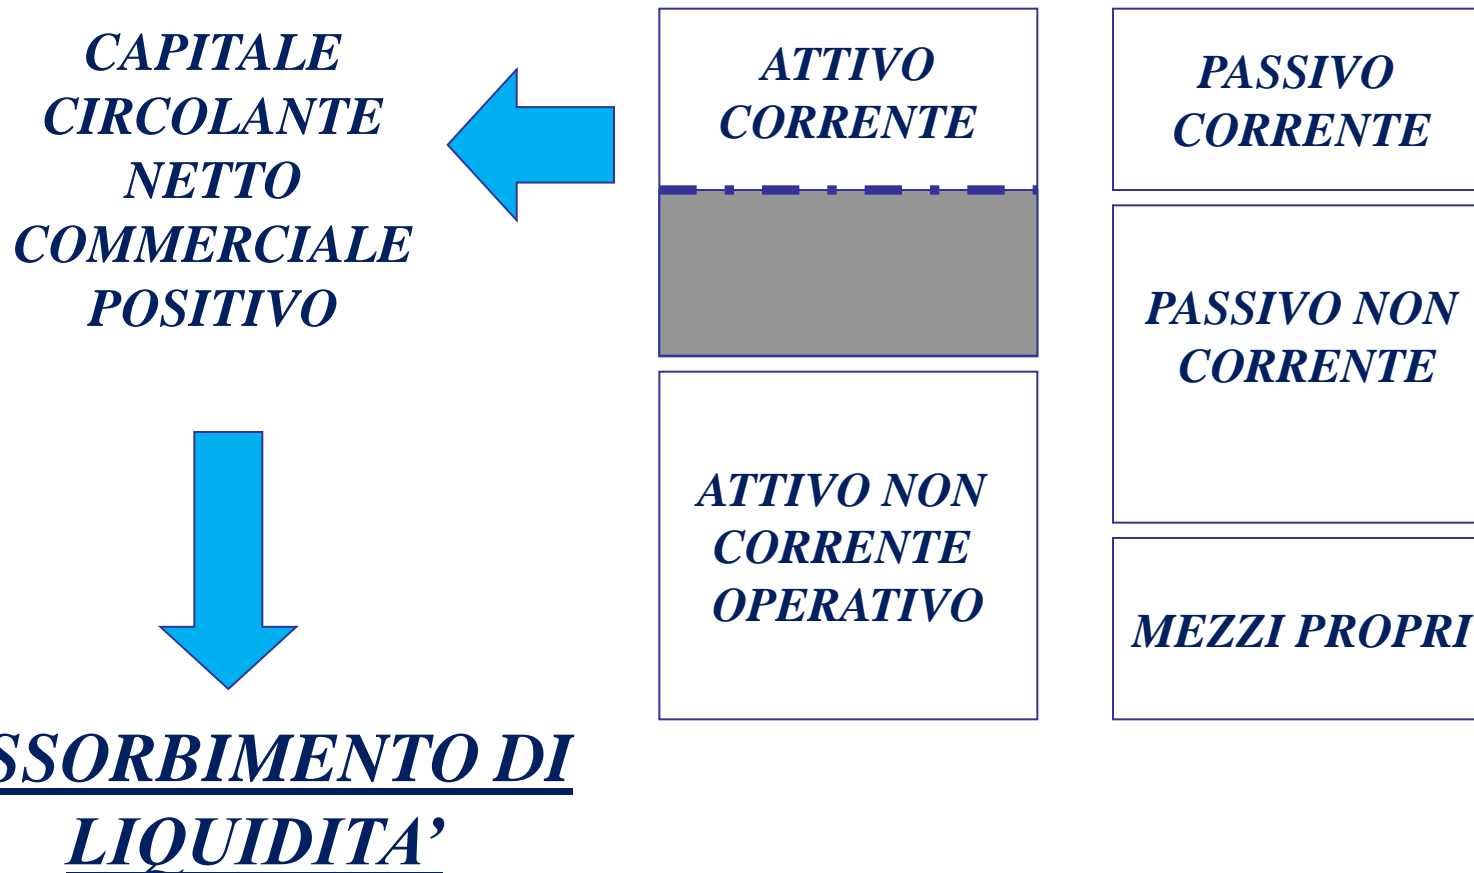 CAPITALE
CIRCOLANTE
NETTO
COMMERCIALE
POSITIVO
SSORBIMENTO DI
LIQUIDITA’
ATTIVO
CORRENTE
ATTIVO NON
CORRENTE
OPERATIVO
PASSIVO
CORRENTE
PASSIVO NON
CORRENTE
MEZZI PROPRI